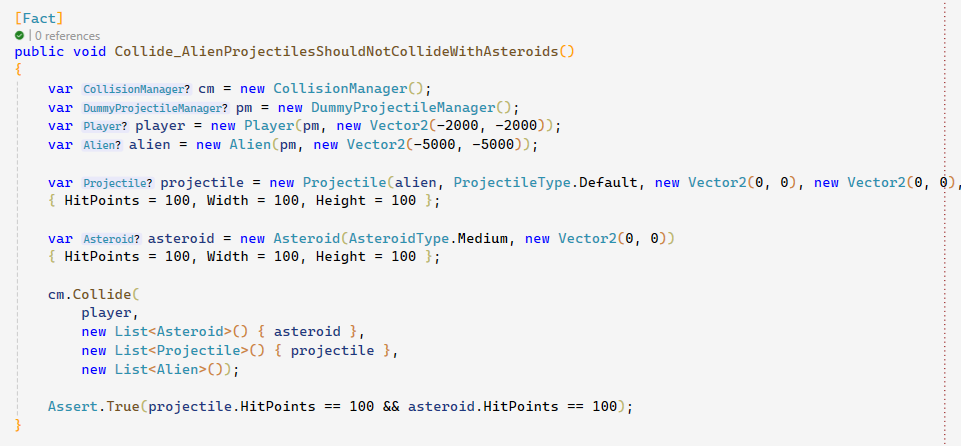 [Fact]
| 0 references
public void Collide_AlienProjectilesShouldNotCollideWithAsteroids()
{
var CollisionManager? cm = new CollisionManager();
var DummyProjectileManager? pm = new DummyProjectileManager();
var Player? player = new Player(pm, new Vector2(-2000, -2000));
var Alien? alien = new Alien(pm, new Vector2(-5000, -5000));
var Projectile? projectile = new Projectile(alien, ProjectileType.Default, new Vector2(0, 0), new Vector2(0, 0),
{ HitPoints = 100, Width = 100, Height = 100 };
var Asteroid? asteroid = new Asteroid(AsteroidType.Medium, new Vector2(0, 0))
{ HitPoints = 100, Width = 100, Height = 100 };
cm.Collide(
player,
new List<Asteroid>() { asteroid },
new List<Projectile>() { projectile },
new List<Alien>());
Assert.True(projectile.HitPoints == 100 && asteroid.HitPoints == 100);
}